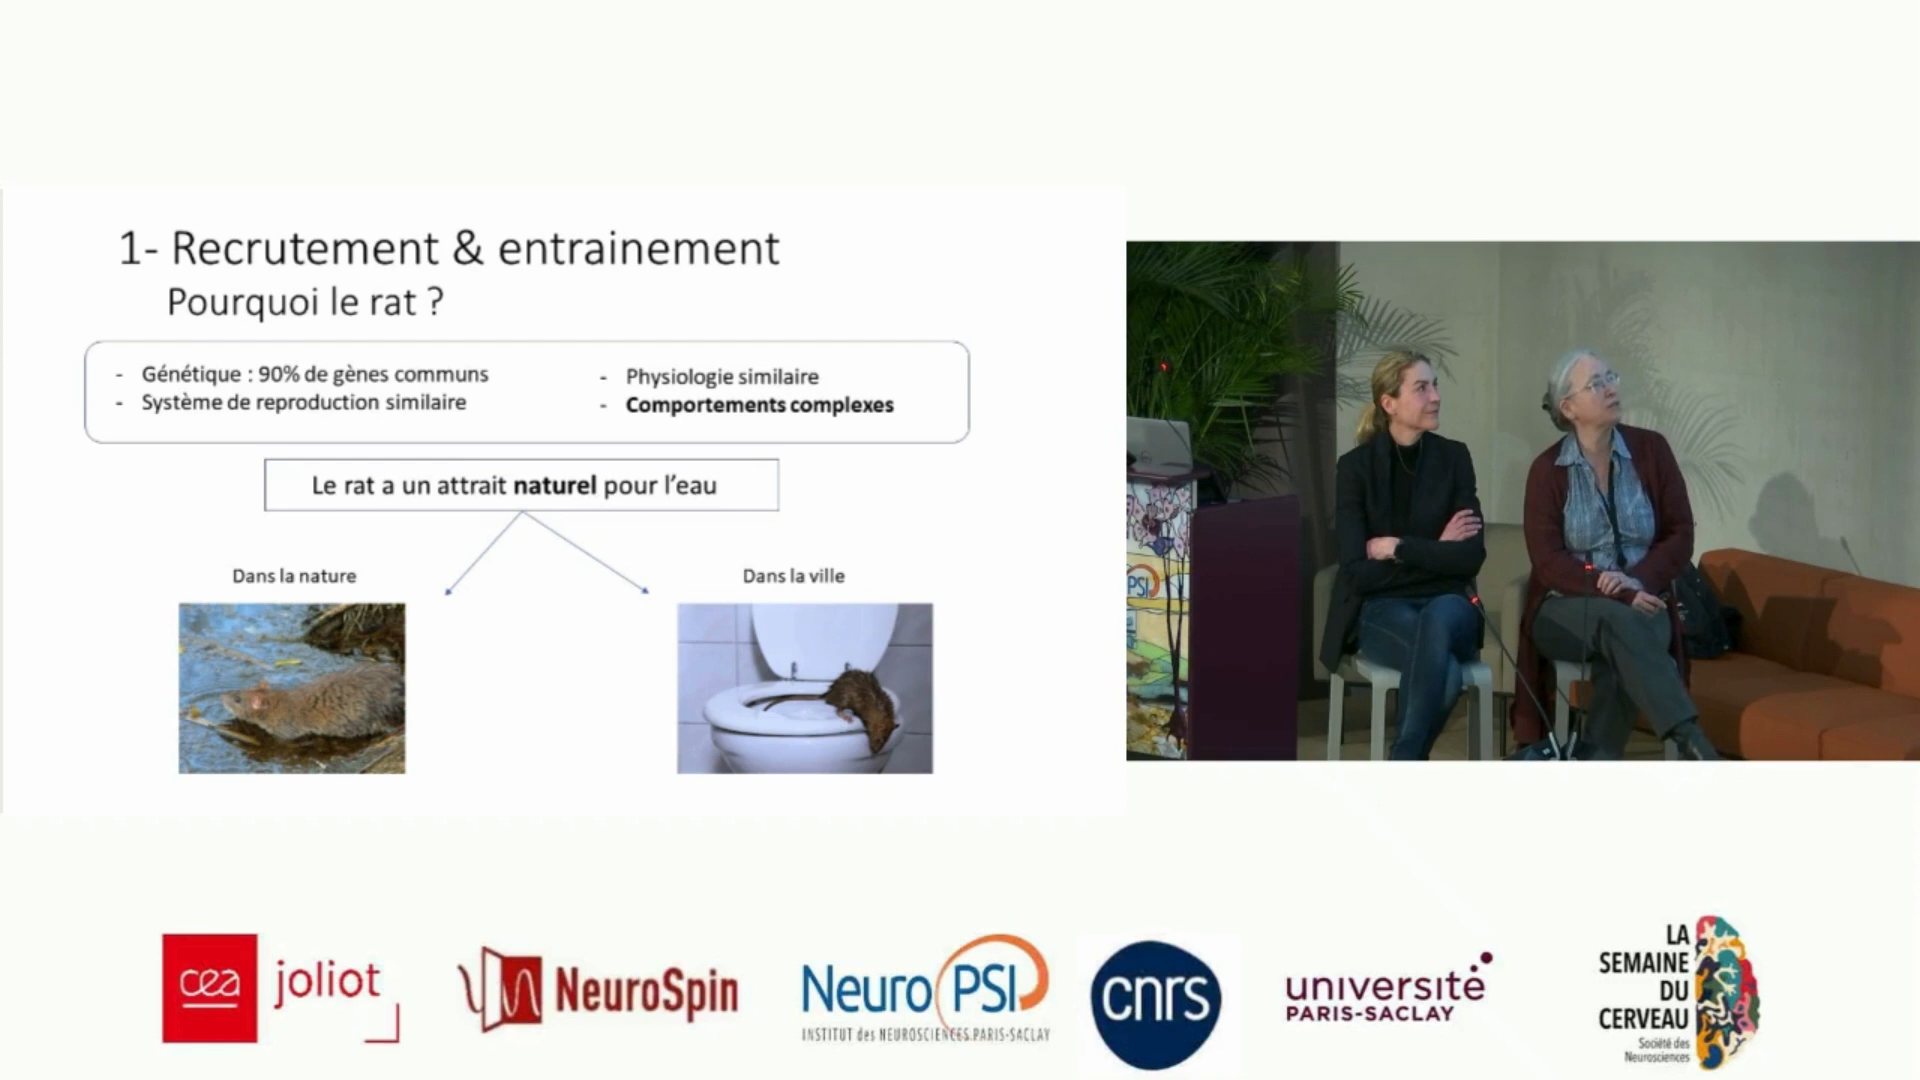 1- Recrutement & entrainement
Pourquoi le rat ?
- Génétique : 90% de gènes communs
- Système de reproduction similaire
- Physiologie similaire
- Comportements complexes
Le rat a un attrait naturel pour l'eau
Dans la nature
Dans la ville
PSI
cea joliot
NeuroSpin
NeuroPSI
INSTITUT des NEUROSCIENCES PARIS-SACLAY
cnrs
université
PARIS-SACLAY
LA
SEMAINE
DU
CERVEAU
Société des
Neurosciences